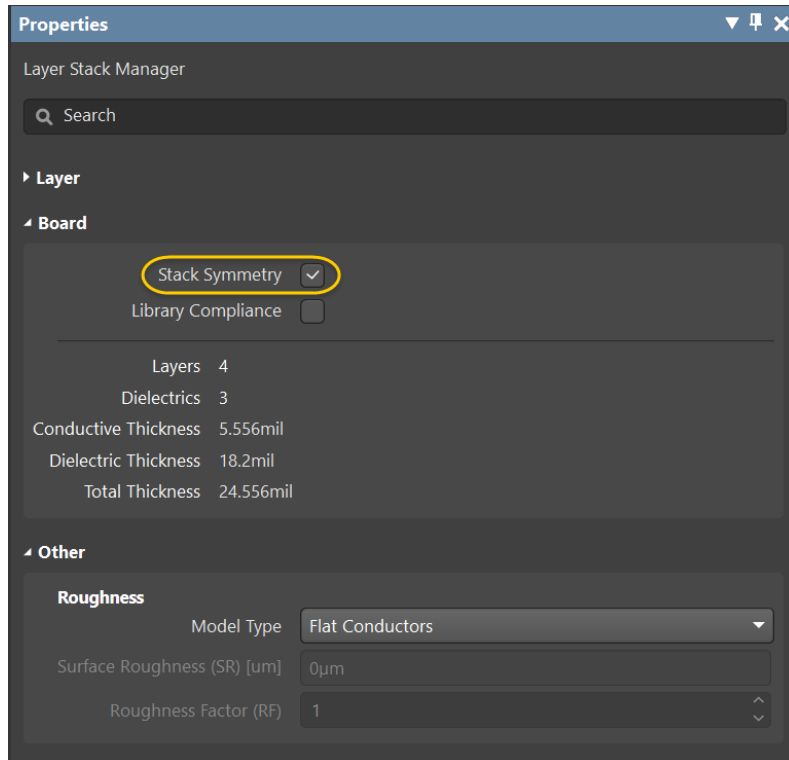 Properties
Layer Stack Manager
Search
Layer
Board
Stack Symmetry
Library Compliance
Layers 4
Dielectrics 3
Conductive Thickness 5.556mil
Dielectric Thickness 18.2mil
Total Thickness 24.556mil
Other
Roughness
Model Type Flat Conductors
Surface Roughness (SR) [um] 0µm
Roughness Factor (RF) 1